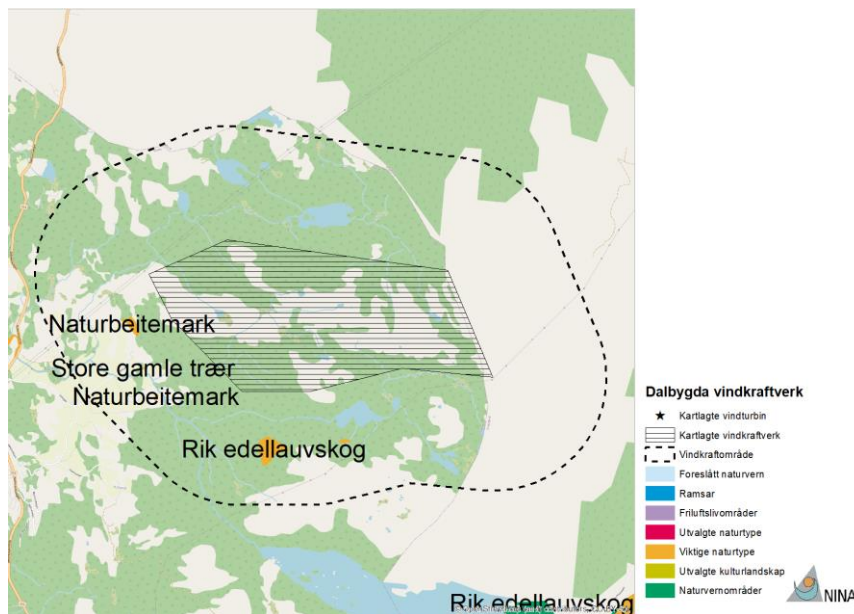 Naturbeitemark
Store gamle trær
Naturbeitemark
Rik edellauvskog
Rik edellauvskog
Dalbygda vindkraftverk
Kartlagte vindturbin
Kartlagte vindkraftverk
Vindkraftområde
Foreslått naturvern
Ramsar
Friluftslivområder
Utvalgte naturtype
Viktige naturtype
Utvalgte kulturlandskap
Naturvernområder
NINA